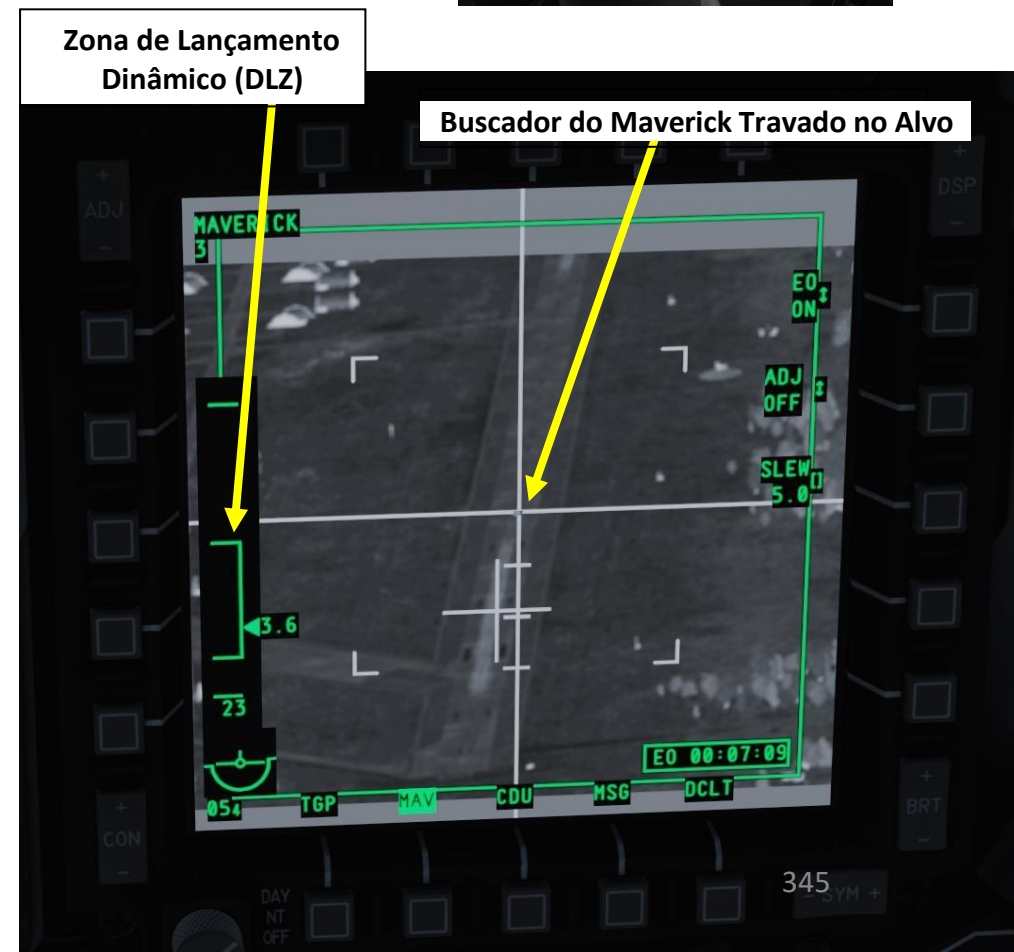 Zona de Lançamento
Dinâmico (DLZ)
Buscador do Maverick Travado no Alvo
+
ADJ
-
+
DSP
-
MAVERICK
3
EO
ON
ADJ
OFF
SLEW
5.0
3.6
23
EO 00:07:09
TGP
MAV
CDU
MSG
DCLT
+
CON
-
+
BRT
-
DAY
NT
OFF
345
- SYM +